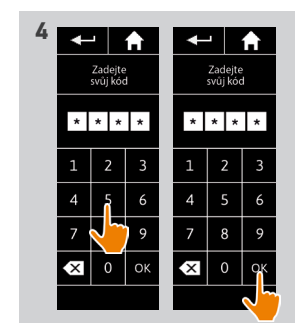 4
Zadejte
svůj kód
* * * *
1 2 3
4 5 6
7 9
0 OK
Zadejte
svůj kód
* * * *
1 2 3
4 5 6
7 8 9
0 OK